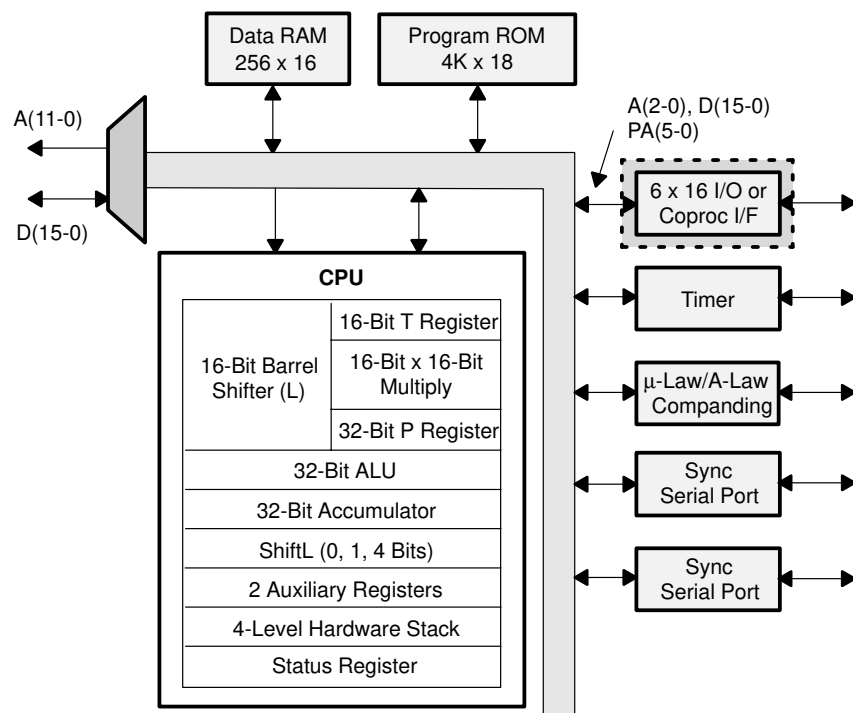 Data RAM
256 x 16
Program ROM
4K x 18
A(11-0)
D(15-0)
A(2-0), D(15-0)
PA(5-0)
6 x 16 I/O or
Coproc I/F
CPU
16-Bit Barrel
Shifter (L)
16-Bit T Register
16-Bit x 16-Bit
Multiply
32-Bit P Register
32-Bit ALU
32-Bit Accumulator
ShiftL (0, 1, 4 Bits)
2 Auxiliary Registers
4-Level Hardware Stack
Status Register
Timer
μ-Law/A-Law
Companding
Sync
Serial Port
Sync
Serial Port